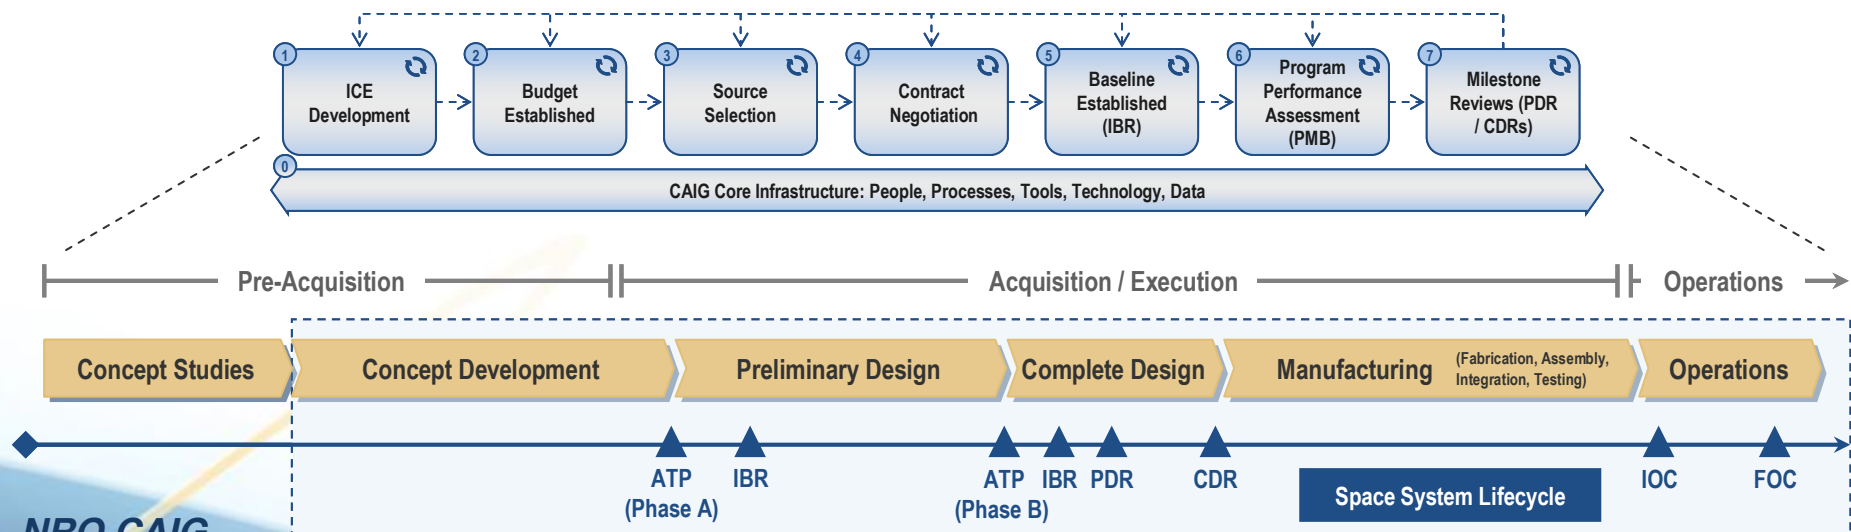 1
ICE
Development
2
Budget
Established
3
Source
Selection
4
Contract
Negotiation
5
Baseline
Established
(IBR)
6
Program
Performance
Assessment
(PMB)
7
Milestone
Reviews (PDR
/ CDRs)
0
CAIG Core Infrastructure: People, Processes, Tools, Technology, Data
Pre-Acquisition
Acquisition / Execution
Operations
Concept Studies
Concept Development
Preliminary Design
Complete Design
Manufacturing
(Fabrication, Assembly,
Integration, Testing)
Operations
ATP
(Phase A)
IBR
ATP
(Phase B)
IBR
PDR
CDR
IOC
FOC
Space System Lifecycle
NRO CAIG